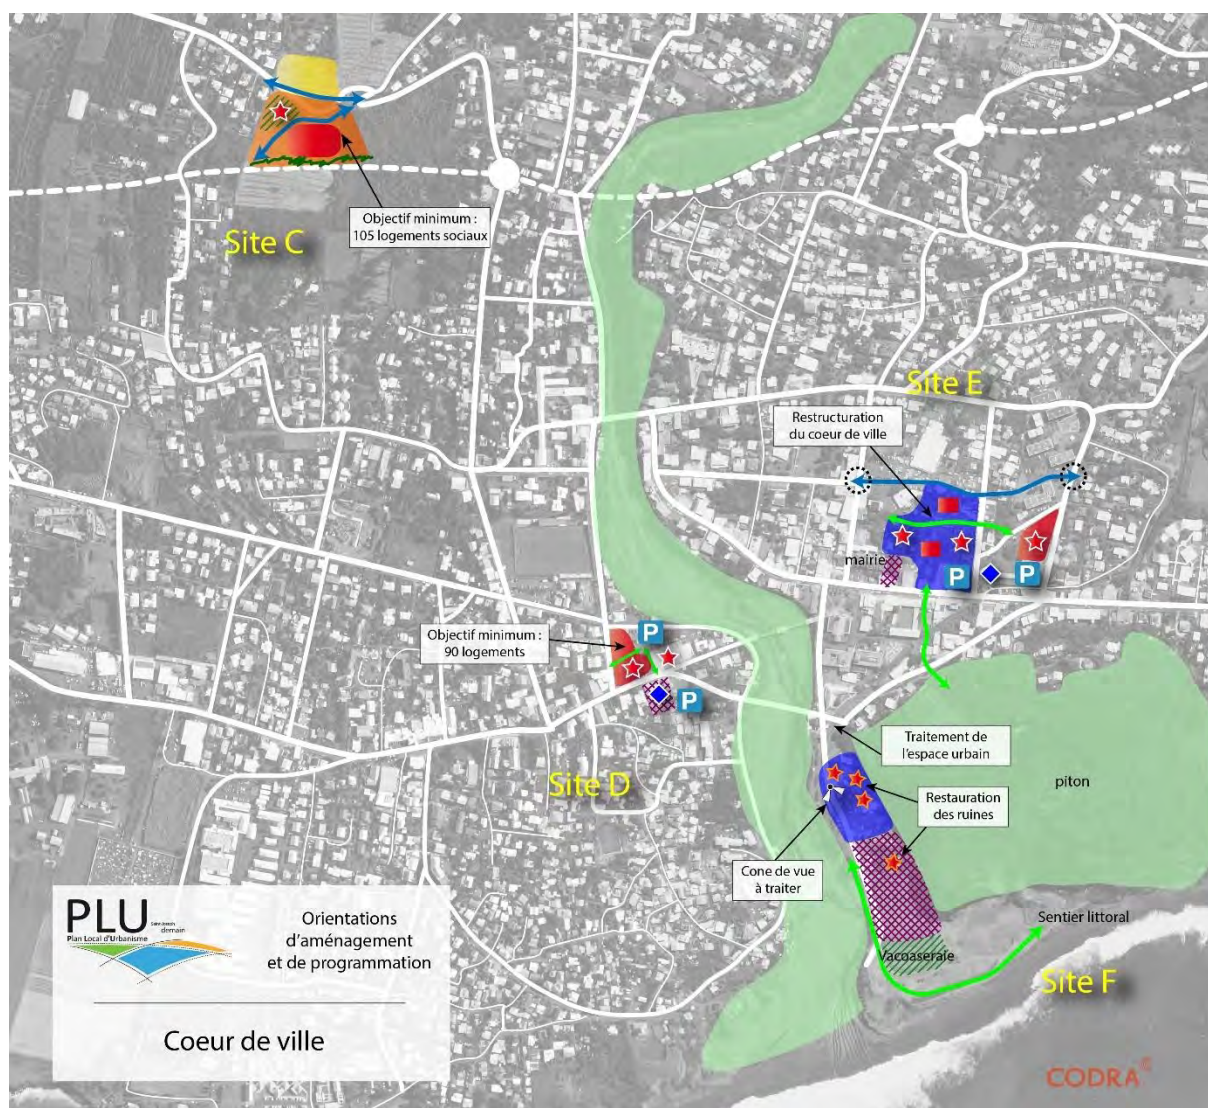 Objectif minimum :
105 logements sociaux
Site C
Site E
Restructuration
du coeur de ville
mairie
P
P
Objectif minimum :
90 logements
P
P
Traitement de
l'espace urbain
Site D
piton
Restauration
des ruines
Cone de vue
à traiter
Sentier littoral
Vacoaseraie
Site F
PLU
demain
Plan Local d'Urbanisme
Orientations
d'aménagement
et de programmation
Coeur de ville
CODRA©